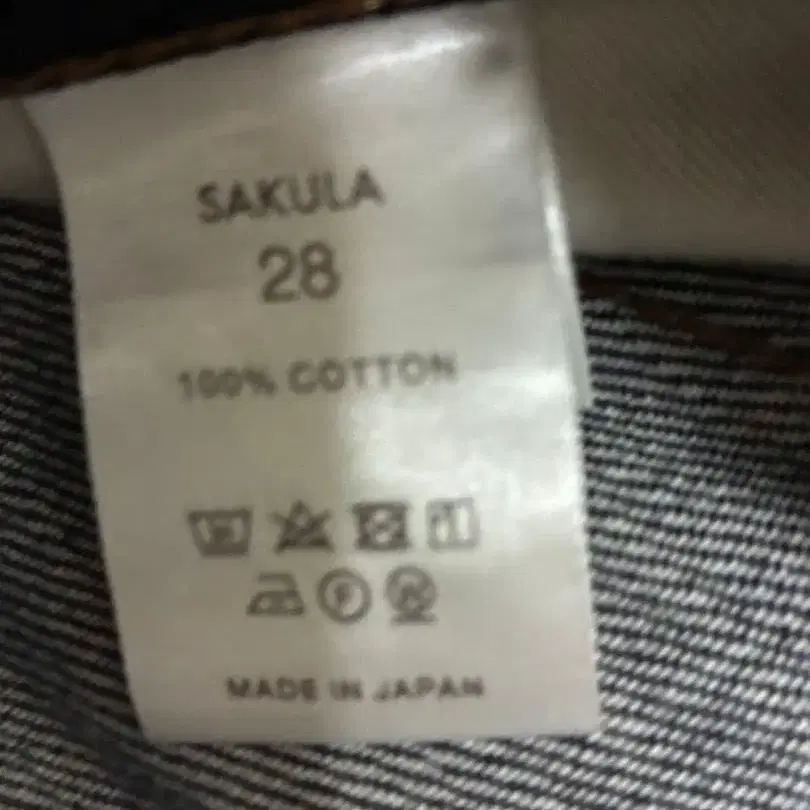 SAKULA
28
100% COTTON
F W
MADE IN JAPAN